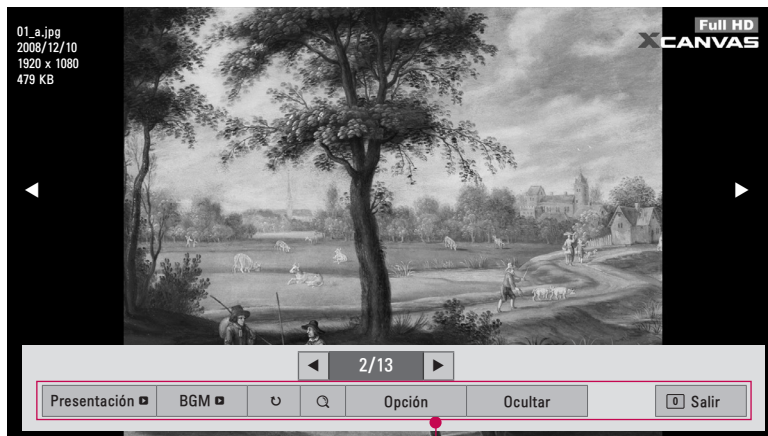 01_a.jpg
2008/12/10
1920 x 1080
479 KB
Full HD
XCANVAS
2/13
Presentación BGM Opción Ocultar 0 Salir